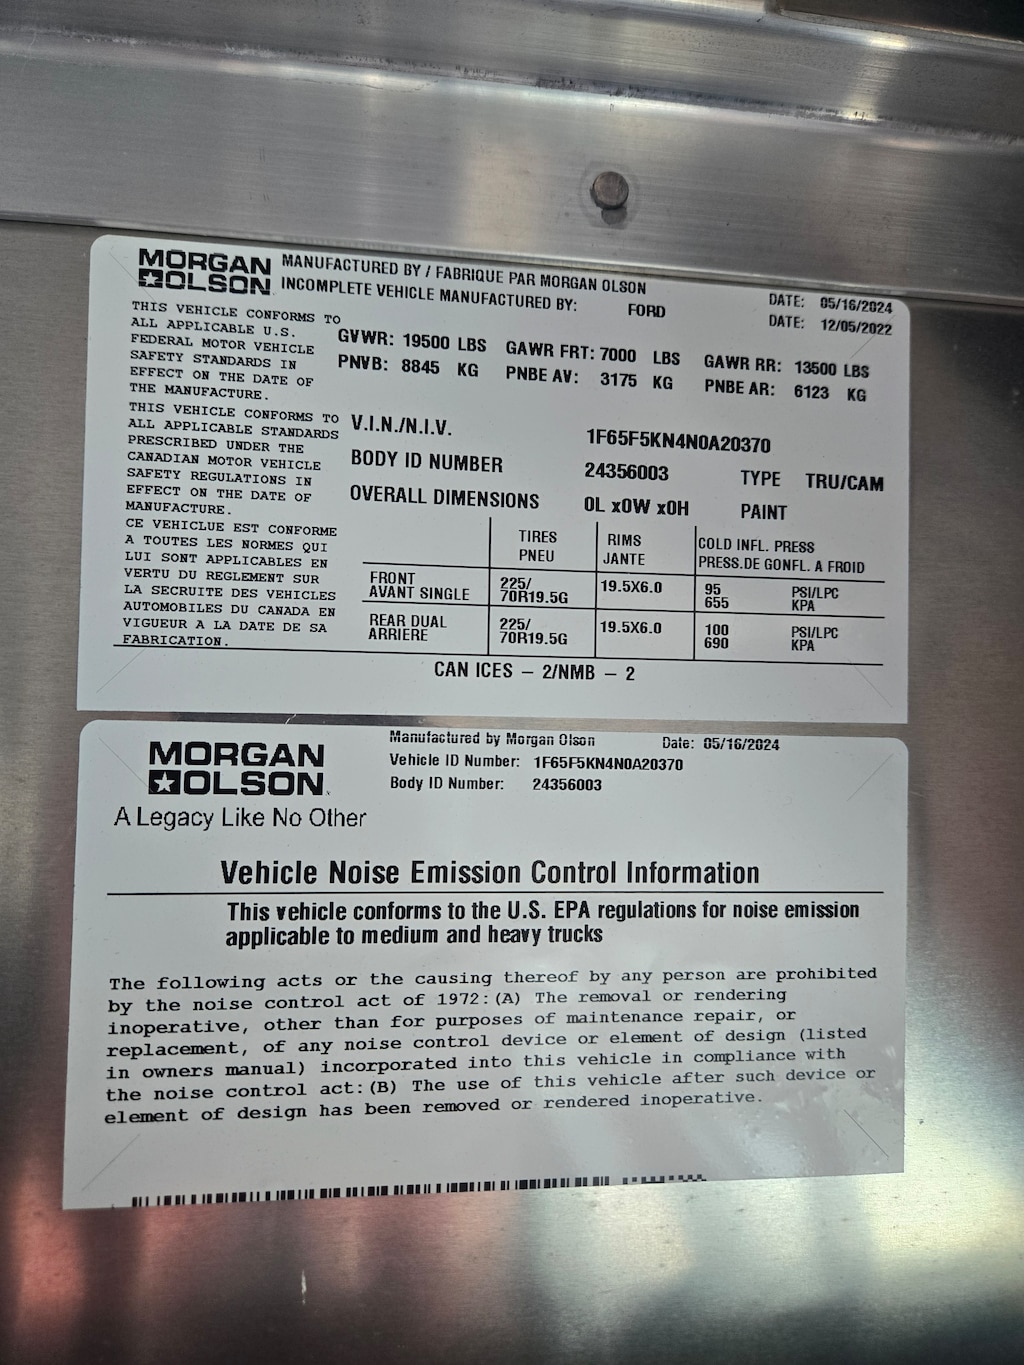 MORGAN OLSON MANUFACTURED BY / FABRIQUE PAR MORGAN OLSON
INCOMPLETE VEHICLE MANUFACTURED BY: FORD
DATE: 05/16/2024
DATE: 12/05/2022
THIS VEHICLE CONFORMS TO
ALL APPLICABLE U.S.
FEDERAL MOTOR VEHICLE
SAFETY STANDARDS IN
EFFECT ON THE DATE OF
THE MANUFACTURE.
THIS VEHICLE CONFORMS TO
ALL APPLICABLE STANDARDS
PRESCRIBED UNDER THE
CANADIAN MOTOR VEHICLE
SAFETY REGULATIONS IN
EFFECT ON THE DATE OF
MANUFACTURE.
CE VEHICLUE EST CONFORME
A TOUTES LES NORMES QUI
LUI SONT APPLICABLES EN
VERTU DU REGLEMENT SUR
LA SECRUITE DES VEHICLES
AUTOMOBILES DU CANADA EN
VIGUEUR A LA DATE DE SA
FABRICATION.
GVWR: 19500 LBS GAWR FRT: 7000 LBS GAWR RR: 13500 LBS
PNVB: 8845 KG PNBE AV: 3175 KG PNBE AR: 6123 KG
V.I.N./N.I.V. 1F65F5KN4N0A20370
BODY ID NUMBER 24356003 TYPE TRU/CAM
OVERALL DIMENSIONS 0L x0W x0H PAINT
TIRES RIMS COLD INFL. PRESS
PNEU JANTE PRESS.DE GONFL. A FROID
FRONT 225/ 19.5X6.0 95 PSI/LPC
AVANT SINGLE 70R19.5G 655 KPA
REAR DUAL 225/ 19.5X6.0 100 PSI/LPC
ARRIERE 70R19.5G 690 KPA
CAN ICES – 2/NMB – 2
MORGAN
OLSON
A Legacy Like No Other
Manufactured by Morgan Olson Date: 05/16/2024
Vehicle ID Number: 1F65F5KN4N0A20370
Body ID Number: 24356003
Vehicle Noise Emission Control Information
This vehicle conforms to the U.S. EPA regulations for noise emission
applicable to medium and heavy trucks
The following acts or the causing thereof by any person are prohibited
by the noise control act of 1972:(A) The removal or rendering
inoperative, other than for purposes of maintenance repair, or
replacement, of any noise control device or element of design (listed
in owners manual) incorporated into this vehicle in compliance with
the noise control act:(B) The use of this vehicle after such device or
element of design has been removed or rendered inoperative.